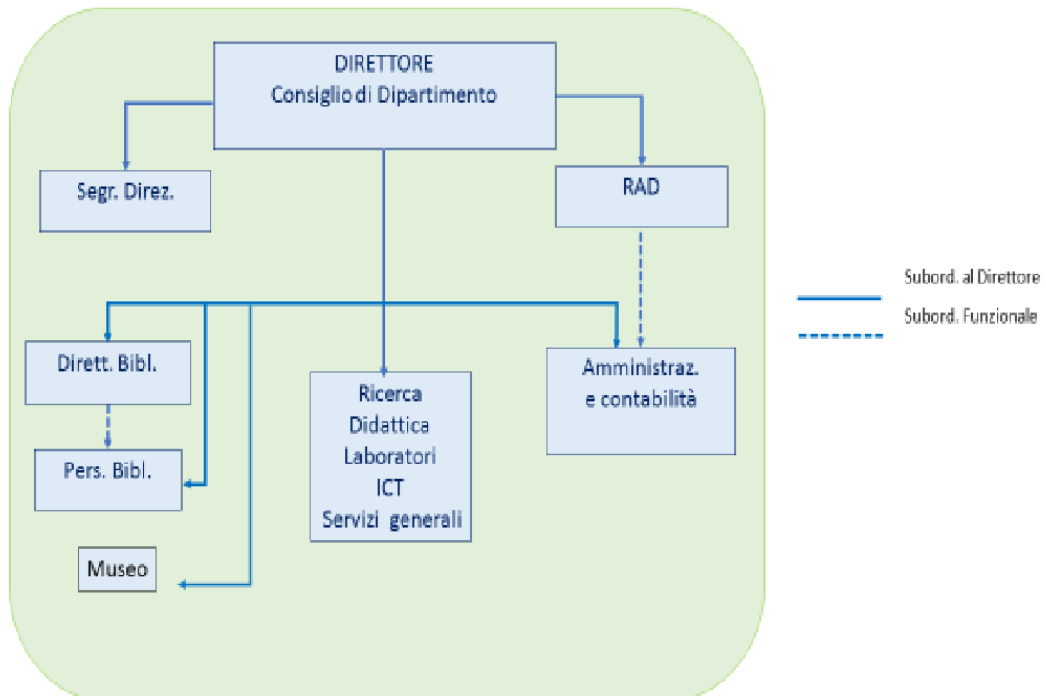 DIRETTORE
Consiglio di Dipartimento
Segr. Direz.
RAD
Subord. al Direttore
Subord. Funzionale
Dirett. Bibl.
Pers. Bibl.
Museo
Ricerca
Didattica
Laboratori
ICT
Servizi generali
Amministraz.
e contabilità